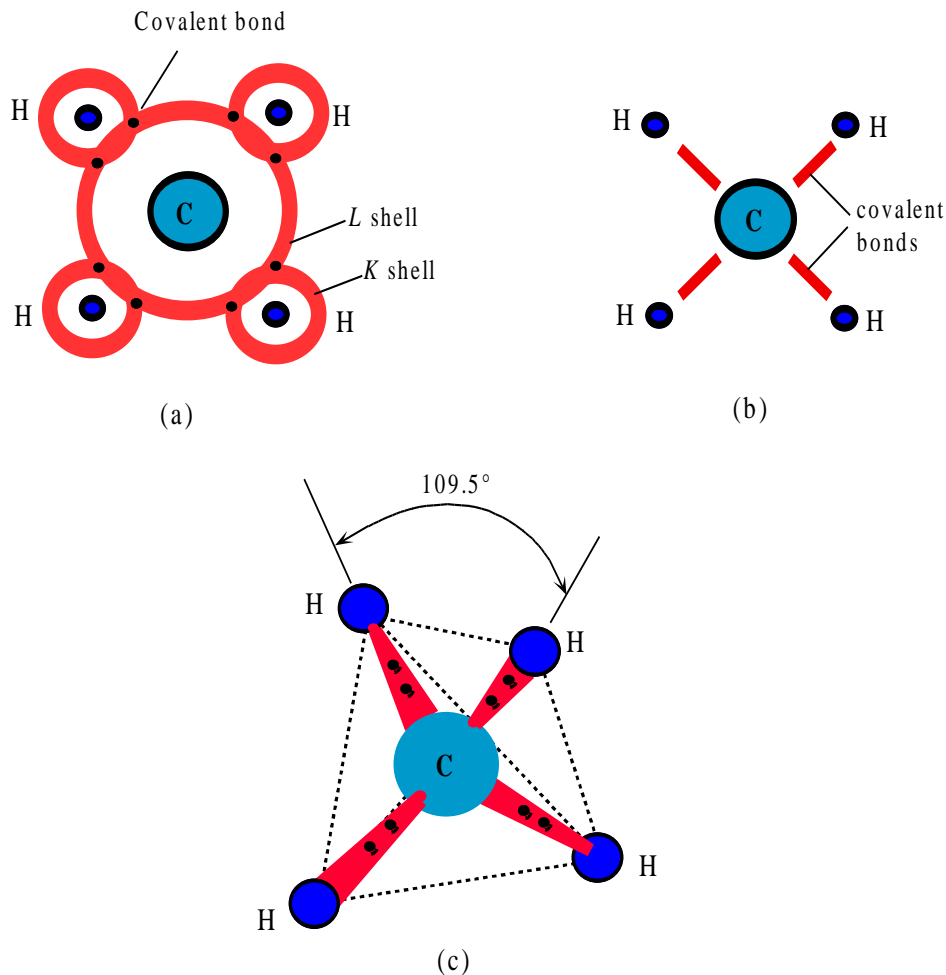 Covalent bond
H
H
C
L shell
K shell
H
H
(a)
H
H
C
covalent
bonds
H
H
(b)
109.5°
H
H
C
H
H
(c)